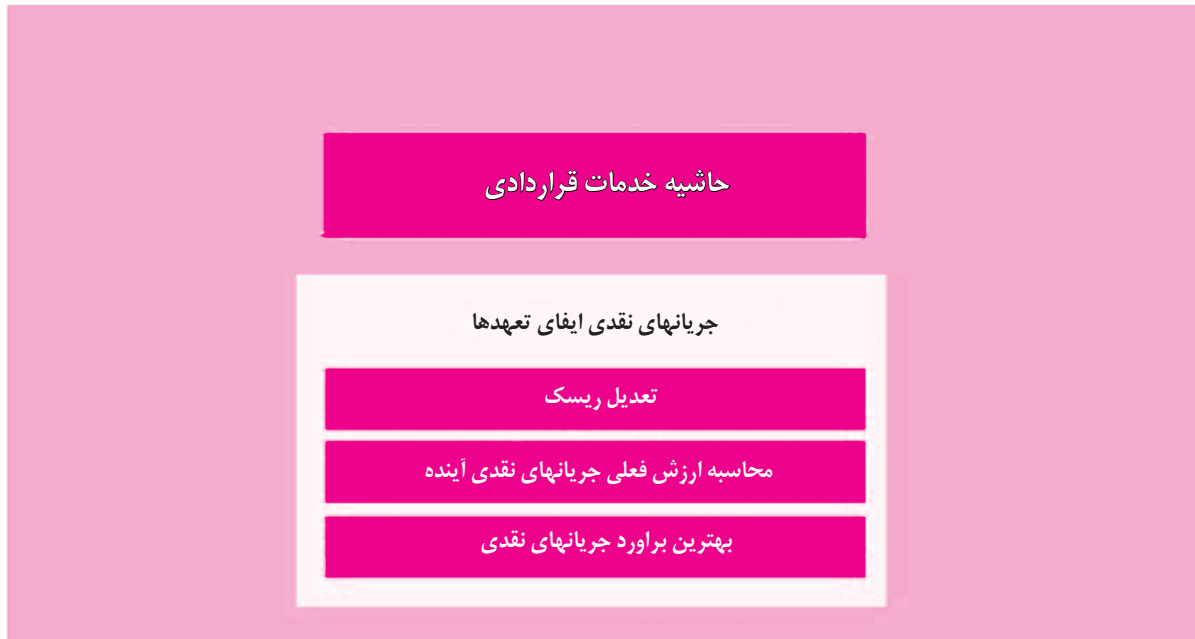 حاشیه خدمات قراردادی
جریانهای نقدی ایفای تعهدها
تعدیل ریسک
محاسبه ارزش فعلی جریانهای نقدی آینده
بهترین براورد جریانهای نقدی